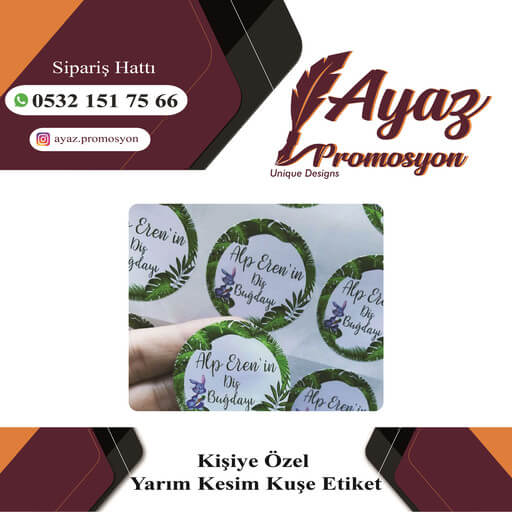 Sipariş Hattı
0532 151 75 66
ayaz.promosyon
Ayaz
Promosyon
Unique Designs
Alp Eren'in
Diş
Buğdayı
Alp Eren'in
Diş
Buğdayı
Alp Eren'in
Diş
Buğdayı
Alp Eren'in
Diş
Buğdayı
Kişiye Özel
Yarım Kesim Kuşe Etiket